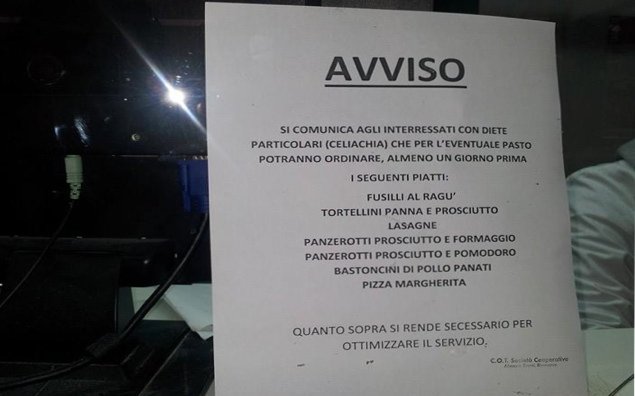 AVVISO
SI COMUNICA AGLI INTERRESSATI CON DIETE
PARTICOLARI (CELIACHIA) CHE PER L'EVENTUALE PASTO
POTRANNO ORDINARE, ALMENO UN GIORNO PRIMA
I SEGUENTI PIATTI:
FUSILLI AL RAGU'
TORTELLINI PANNA E PROSCIUTTO
LASAGNE
PANZEROTTI PROSCIUTTO E FORMAGGIO
PANZEROTTI PROSCIUTTO E POMODORO
BASTONCINI DI POLLO PANATI
PIZZA MARGHERITA
QUANTO SOPRA SI RENDE SECESSARIO PER
OTTIMIZZARE IL SERVIZIO.
C.O.T. Società Cooperativa